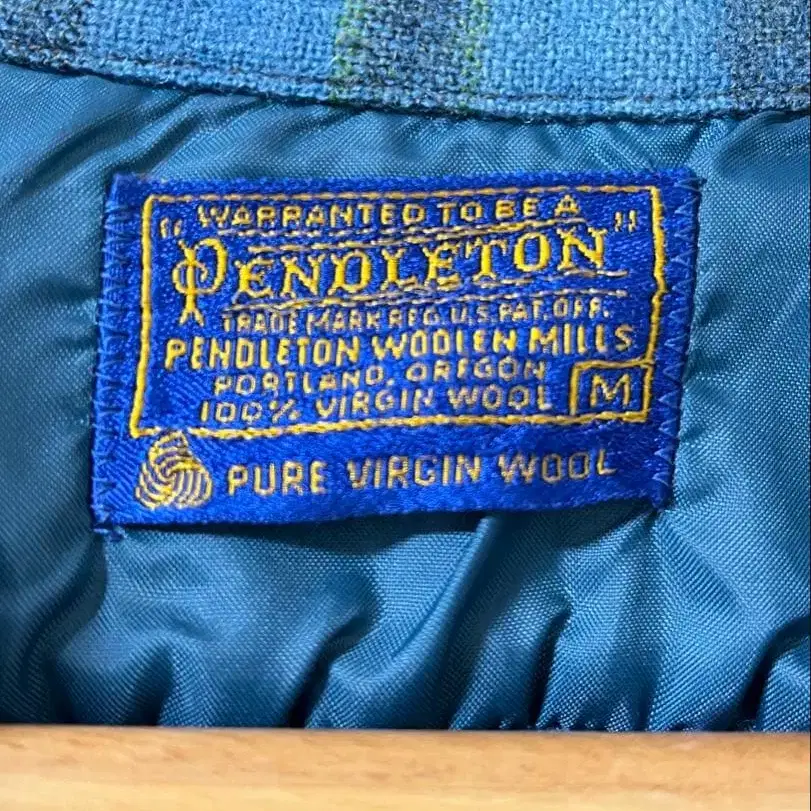 WARRANTED TO BE A
"PENDLETON"
TRADE MARK REG. U.S. PAT. OFF.
PENDLETON WOOLEN MILLS
PORTLAND, OREGON
100% VIRGIN WOOL M
PURE VIRGIN WOOL